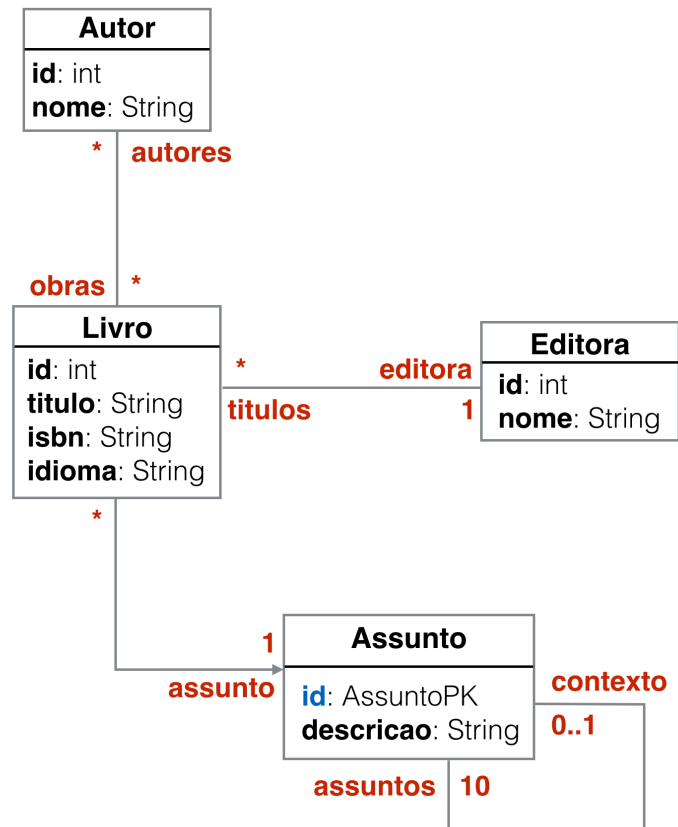 Autor
id: int
nome: String
* autores
obras *
Livro
id: int
titulo: String
isbn: String
idioma: String
* editora
titulos 1
Editora
id: int
nome: String
*
1
assunto
Assunto
id: AssuntoPK
descricao: String
contexto
0..1
assuntos 10